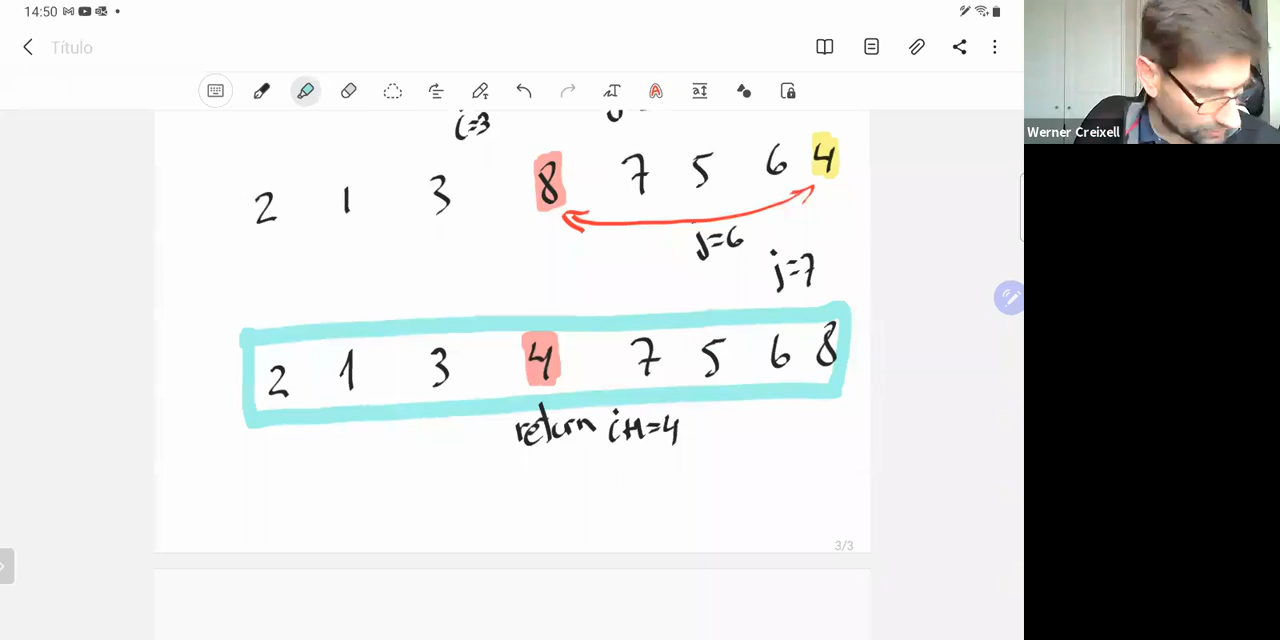 14:50
Título
i=3
2 1 3 8 7 5 6 4
j=6
j=7
2 1 3 4 7 5 6 8
return i+1=4
3/3
Werner Creixell